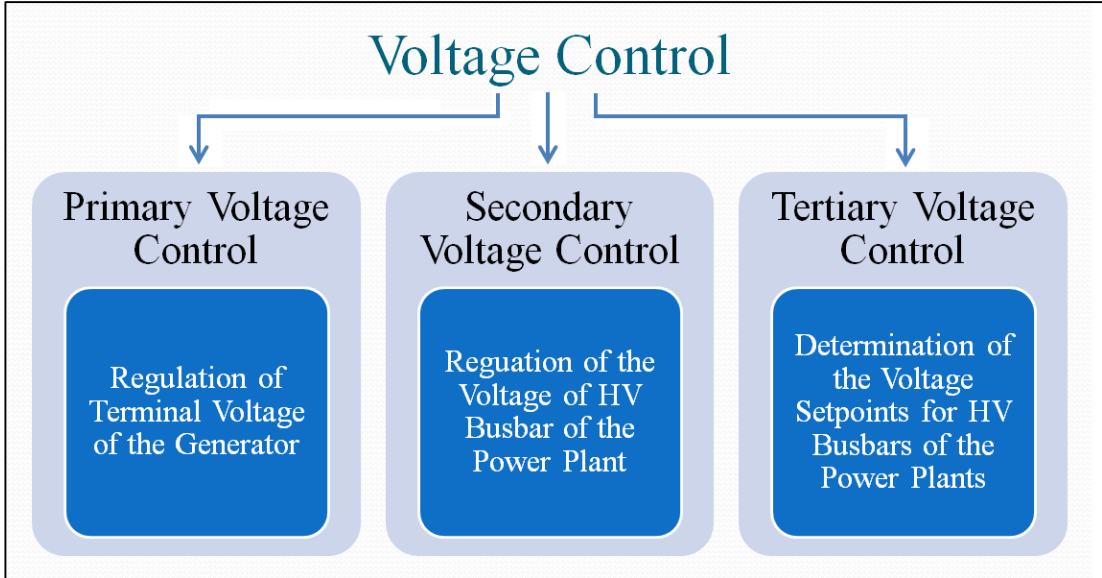 Voltage Control
Primary Voltage
Control
Regulation of
Terminal Voltage
of the Generator
Secondary
Voltage Control
Reguation of the
Voltage of HV
Busbar of the
Power Plant
Tertiary Voltage
Control
Determination of
the Voltage
Setpoints for HV
Busbars of the
Power Plants